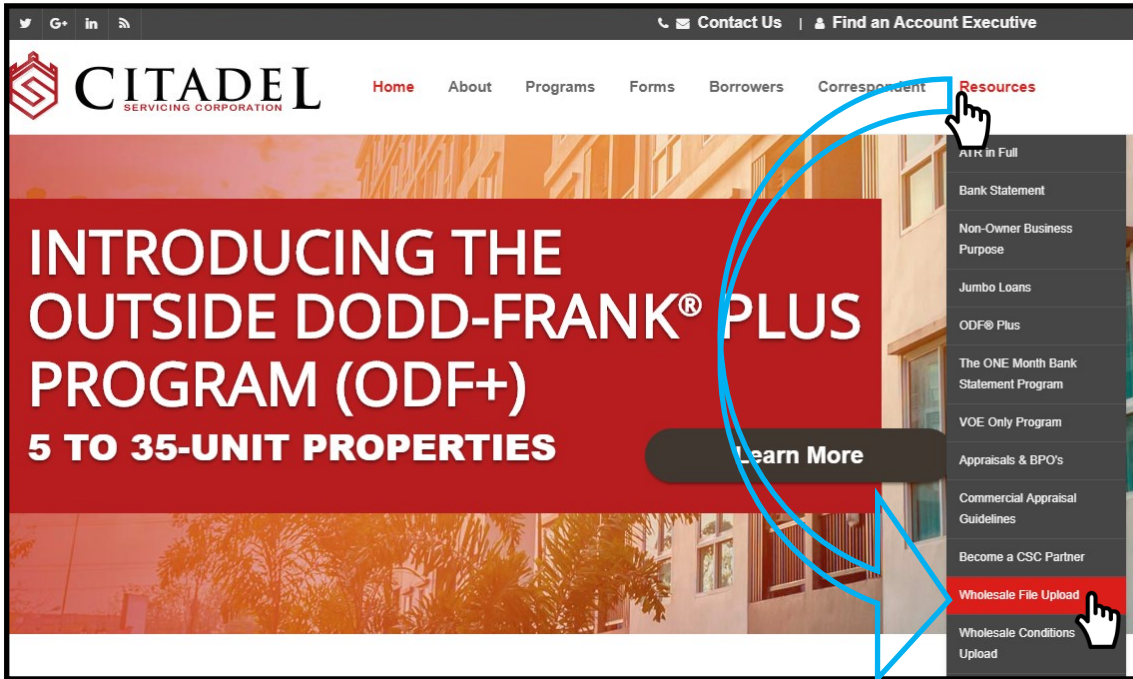 G+ in Contact Us | Find an Account Executive
CITADEL
SERVICING CORPORATION
Home About Programs Forms Borrowers Correspondent Resources
INTRODUCING THE
OUTSIDE DODD-FRANK® PLUS
PROGRAM (ODF+)
5 TO 35-UNIT PROPERTIES
Learn More
ATR in Full
Bank Statement
Non-Owner Business
Purpose
Jumbo Loans
ODF® Plus
The ONE Month Bank
Statement Program
VOE Only Program
Appraisals & BPO's
Commercial Appraisal
Guidelines
Become a CSC Partner
Wholesale File Upload
Wholesale Conditions
Upload